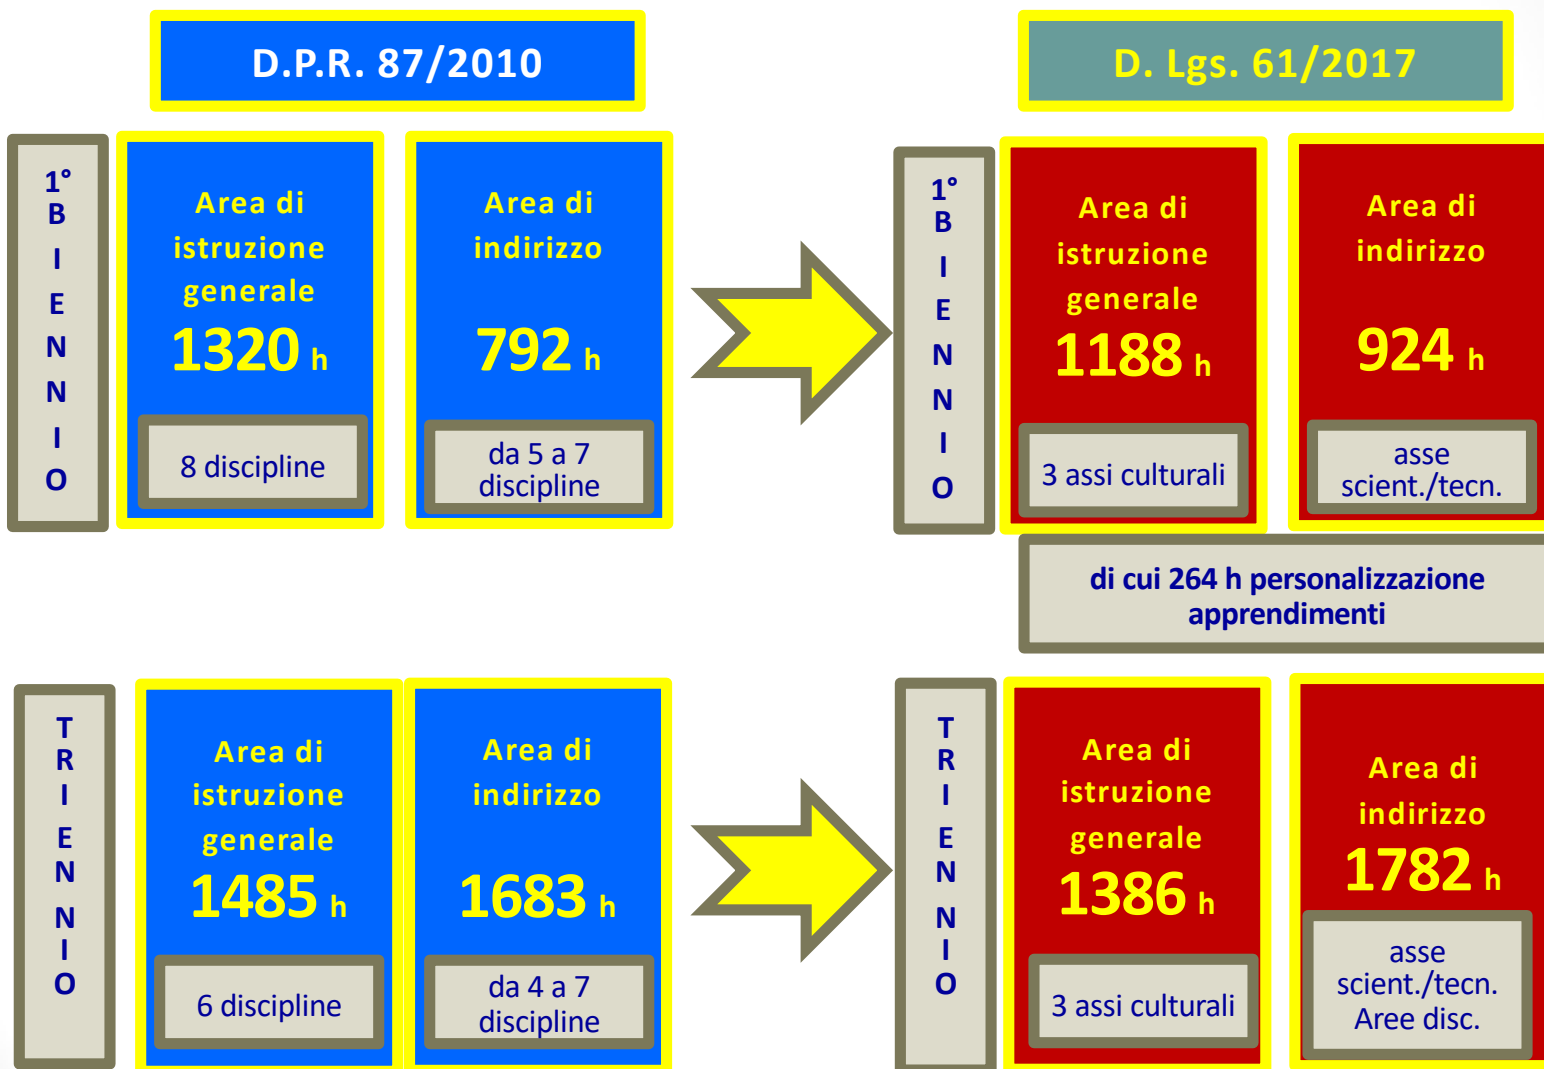 D.P.R. 87/2010
D. Lgs. 61/2017
1°
B
I
E
N
N
I
O
Area di
istruzione
generale
1320 h
8 discipline
Area di
indirizzo
792 h
da 5 a 7
discipline
1°
B
I
E
N
N
I
O
Area di
istruzione
generale
1188 h
3 assi culturali
Area di
indirizzo
924 h
asse
scient./tecn.
di cui 264 h personalizzazione
apprendimenti
T
R
I
E
N
N
I
O
Area di
istruzione
generale
1485 h
6 discipline
Area di
indirizzo
1683 h
da 4 a 7
discipline
T
R
I
E
N
N
I
O
Area di
istruzione
generale
1386 h
3 assi culturali
Area di
indirizzo
1782 h
asse
scient./tecn.
Aree disc.